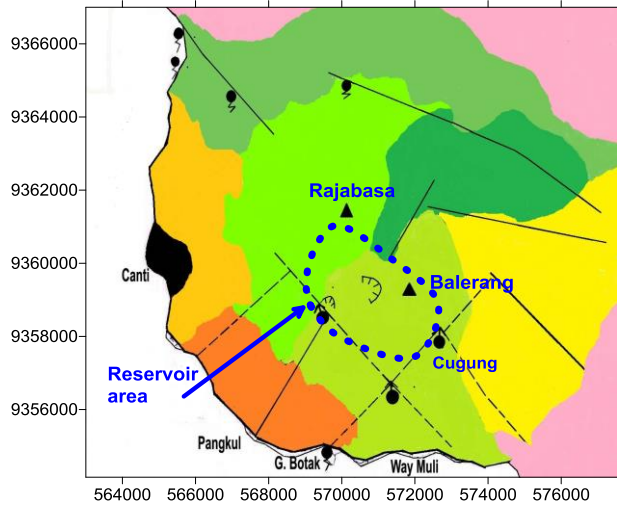 9366000
9364000
9362000
9360000
9358000
9356000
Rajabasa
Balerang
Canti
Cugung
Reservoir
area
Pangkul
G. Botak
Way Muli
564000 566000 568000 570000 572000 574000 576000